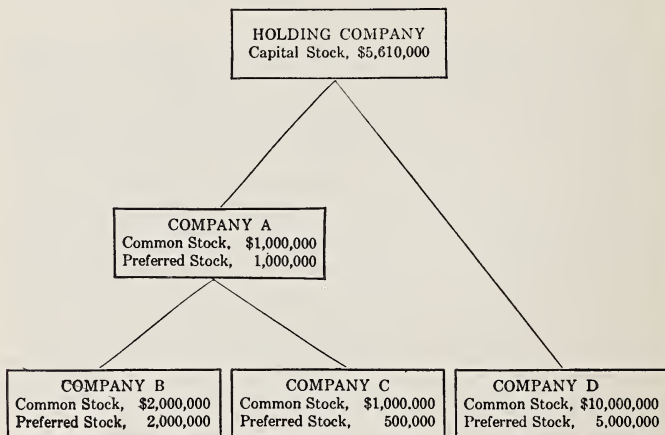 HOLDING COMPANY
Capital Stock, $5,610,000
COMPANY A
Common Stock, $1,000,000
Preferred Stock, 1,000,000
COMPANY B
Common Stock, $2,000,000
Preferred Stock, 2,000,000
COMPANY C
Common Stock, $1,000.000
Preferred Stock, 500,000
COMPANY D
Common Stock, $10,000,000
Preferred Stock, 5,000,000